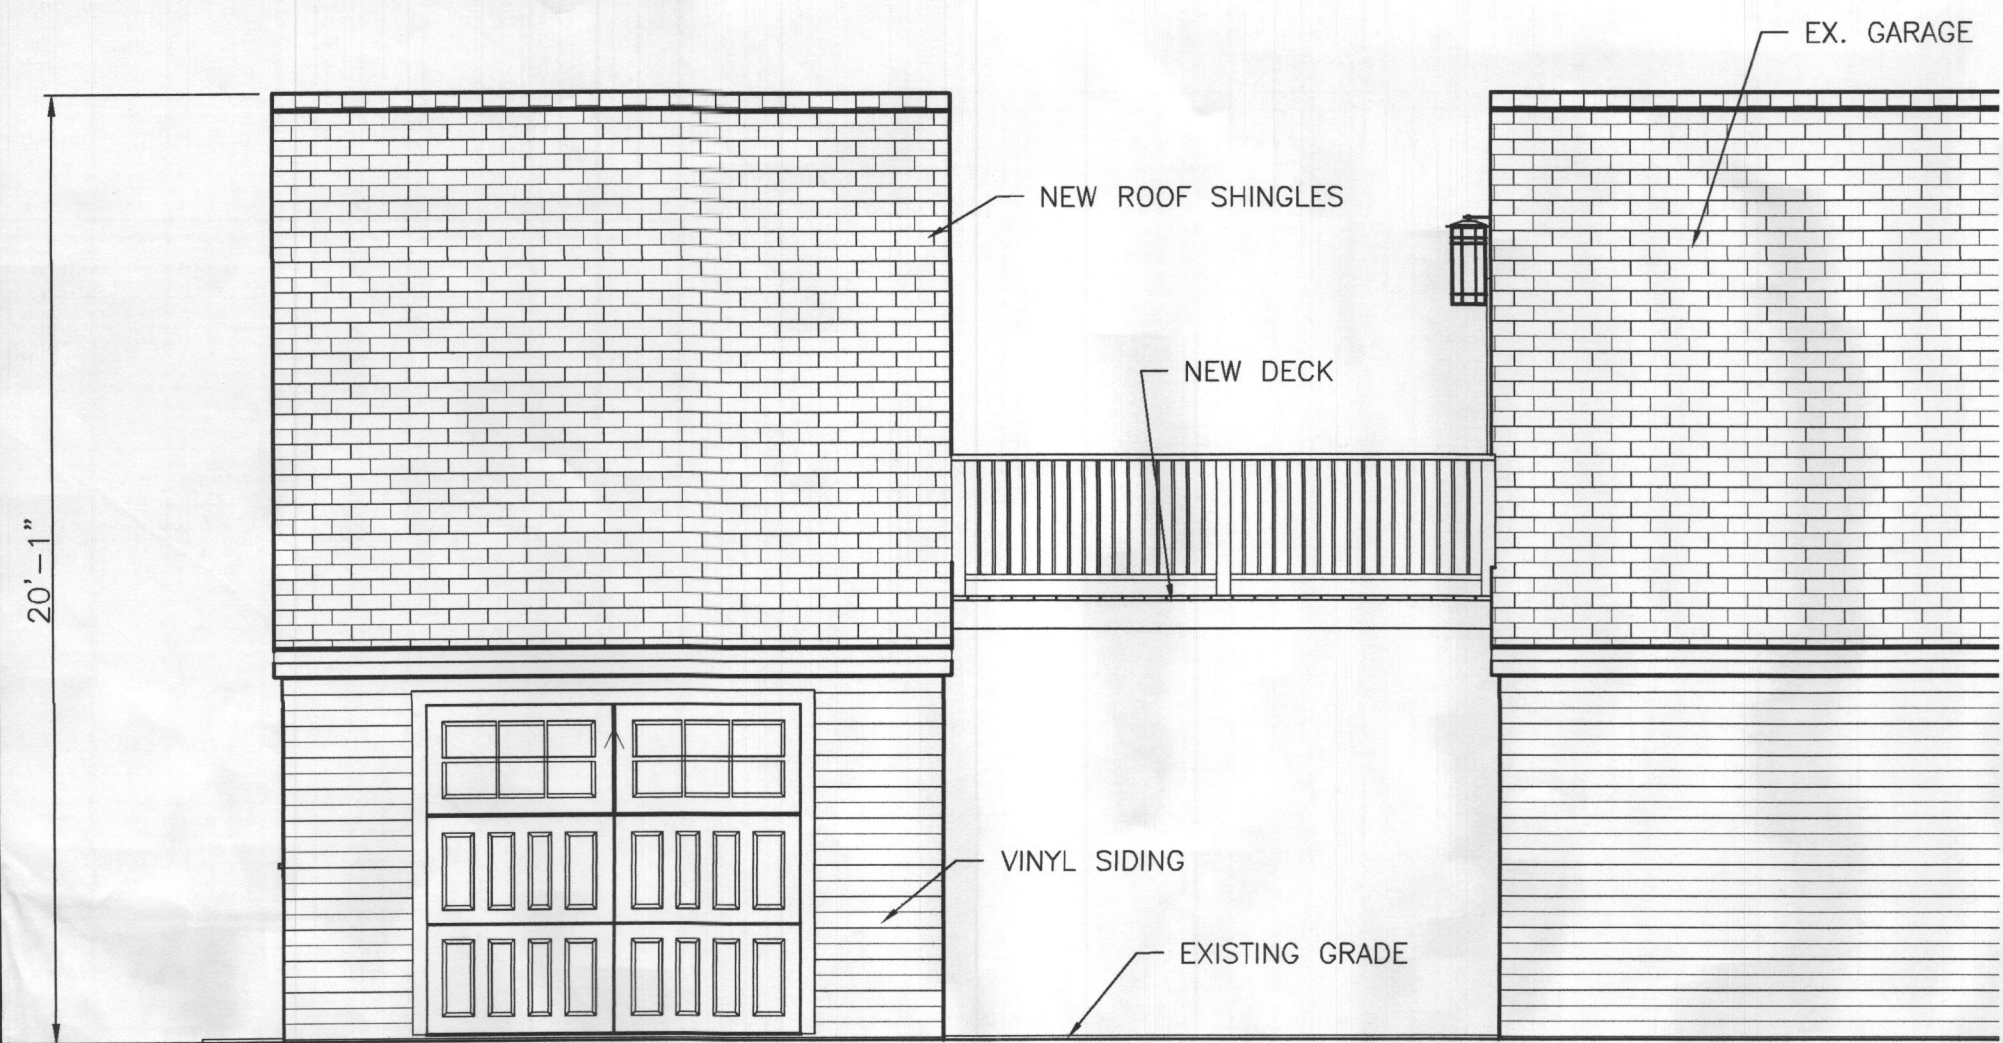 EX. GARAGE
NEW ROOF SHINGLES
NEW DECK
20'-1"
VINYL SIDING
EXISTING GRADE